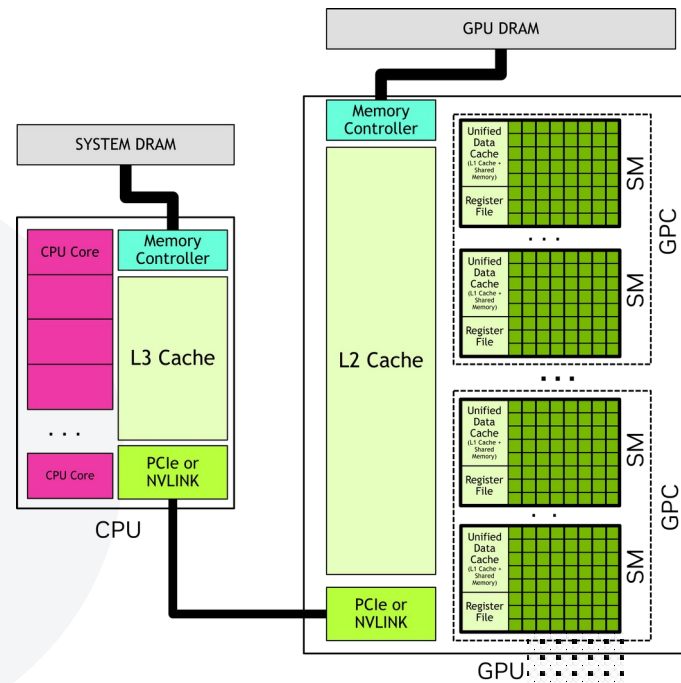 GPU DRAM
SYSTEM DRAM
CPU Core
Memory
Controller
L3 Cache
. . .
CPU Core
PCIe or
NVLINK
CPU
Memory
Controller
L2 Cache
PCIe or
NVLINK
Unified
Data
Cache
(L1 Cache +
Shared
Memory)
Register
File
SM
. . .
Unified
Data
Cache
(L1 Cache +
Shared
Memory)
Register
File
SM
GPC
...
Unified
Data
Cache
(L1 Cache +
Shared
Memory)
Register
File
SM
. .
Unified
Data
Cache
(L1 Cache +
Shared
Memory)
Register
File
SM
GPC
GPU